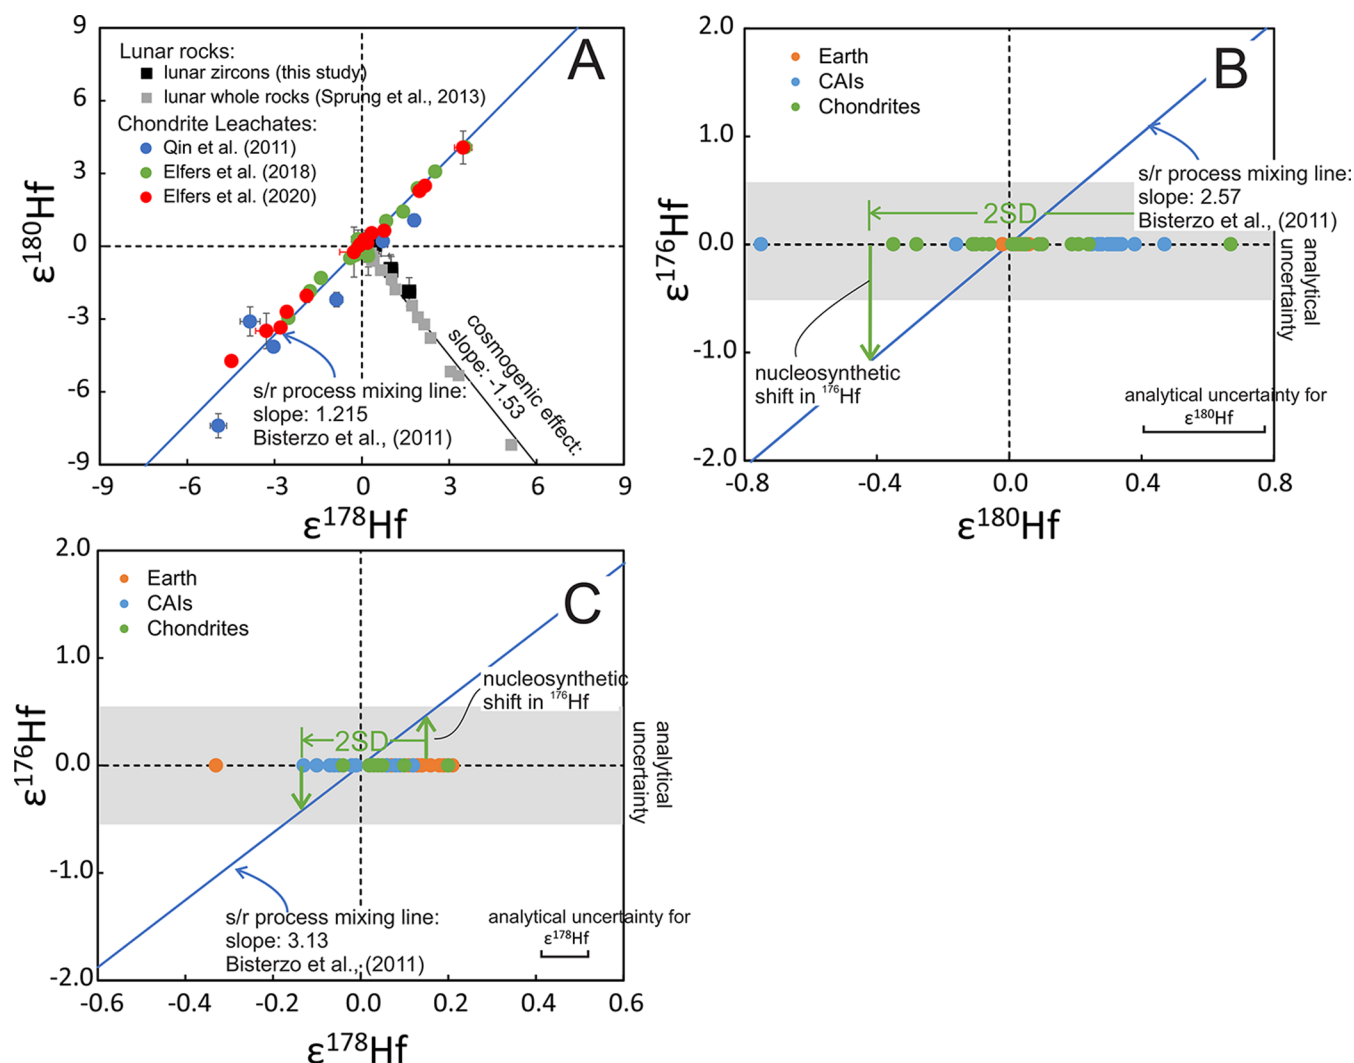 A
9
6
3
0
-3
-6
-9
ε180Hf
Lunar rocks:
lunar zircons (this study)
lunar whole rocks (Sprung et al., 2013)
Chondrite Leachates:
Qin et al. (2011)
Elfers et al. (2018)
Elfers et al. (2020)
s/r process mixing line:
slope: 1.215
Bisterzo et al., (2011)
cosmogenic effect:
slope: -1.53
-9 -6 -3 0 3 6 9
ε178Hf
B
2.0
1.0
0.0
-1.0
-2.0
ε176Hf
Earth
CAIs
Chondrites
s/r process mixing line:
slope: 2.57
Bisterzo et al., (2011)
2SD
analytical
uncertainty
nucleosynthetic
shift in 176Hf
analytical uncertainty for
ε180Hf
-0.8 -0.4 0.0 0.4 0.8
ε180Hf
C
2.0
1.0
0.0
-1.0
-2.0
ε176Hf
Earth
CAIs
Chondrites
nucleosynthetic
shift in 176Hf
2SD
analytical
uncertainty
s/r process mixing line:
slope: 3.13
Bisterzo et al., (2011)
analytical uncertainty for
ε178Hf
-0.6 -0.4 -0.2 0.0 0.2 0.4 0.6
ε178Hf